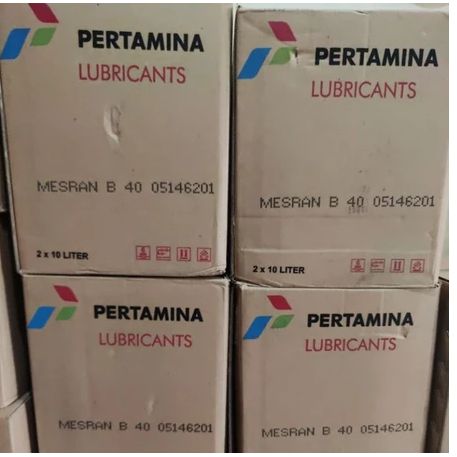 PERTAMINA
LUBRICANTS
MESRAN B 40 05146201
2 x 10 LITER
PERTAMINA
LUBRICANTS
MESRAN B 40 05146201
2 x 10 LITER
PERTAMINA
LUBRICANTS
MESRAN B 40 05146201
PERTAMINA
LUBRICANTS
MESRAN B 40 05146201